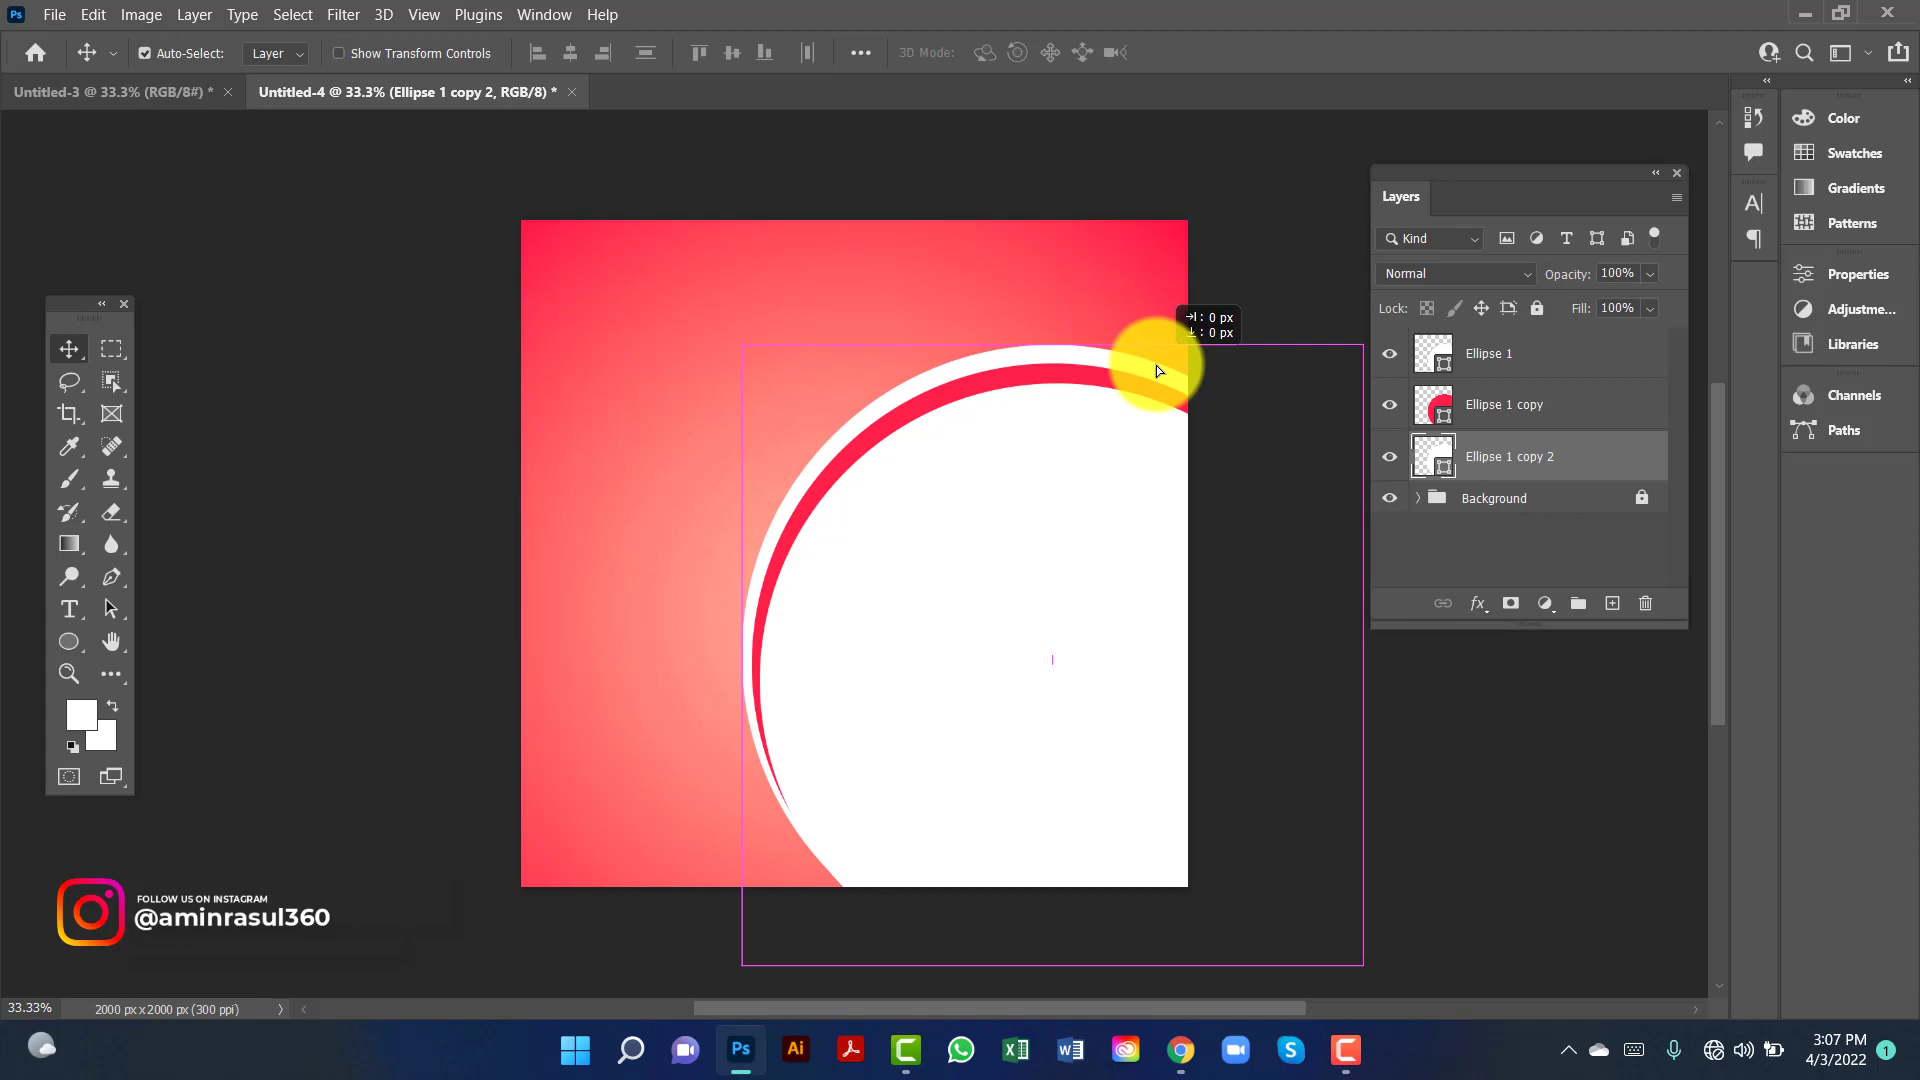 Ps File Edit Image Layer Type Select Filter 3D View Plugins Window Help
Auto-Select: Layer Show Transform Controls 3D Mode:
Untitled-3 @ 33.3% (RGB/8#) * Untitled-4 @ 33.3% (Ellipse 1 copy 2, RGB/8) *
Color
Swatches
Gradients
Patterns
Properties
Adjustme...
Libraries
Channels
Paths
Layers
Kind
Normal Opacity: 100%
Lock: Fill: 100%
Ellipse 1
Ellipse 1 copy
Ellipse 1 copy 2
Background
: 0 px
: 0 px
FOLLOW US ON INSTAGRAM
@aminrasul360
33.33% 2000 px x 2000 px (300 ppi)
Ps Ai
3:07 PM
4/3/2022 1